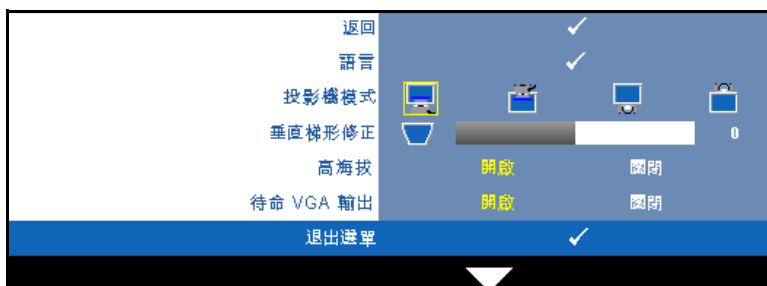 返回
語言
投影機模式
垂直梯形修正 0
高海拔 開啟 關閉
待命 VGA 輸出 開啟 關閉
退出選單